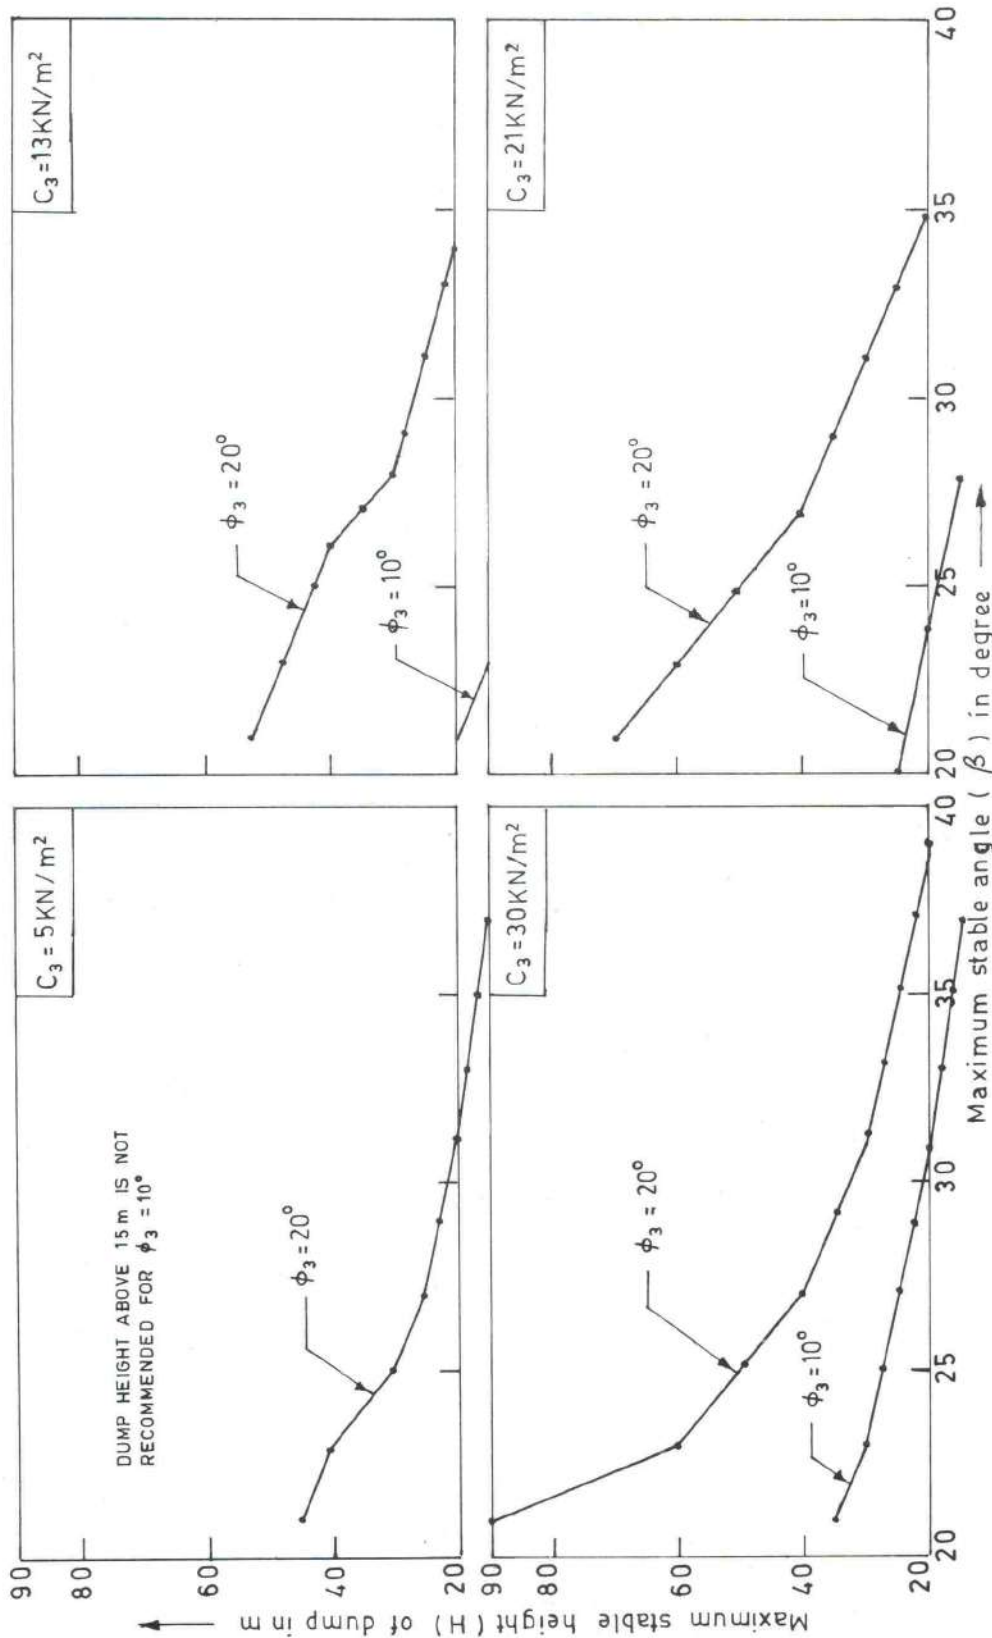 C3 = 5KN/m²
DUMP HEIGHT ABOVE 15m IS NOT
RECOMMENDED FOR ϕ3 = 10°
ϕ3 = 20°
80
60
40
20
C3 = 13KN/m²
ϕ3 = 20°
ϕ3 = 10°
C3 = 30KN/m²
ϕ3 = 20°
ϕ3 = 10°
90
60
40
20
20
25
30
35
40
C3 = 21KN/m²
ϕ3 = 20°
ϕ3 = 10°
20
25
30
35
40
Maximum stable height (H) of dump in m
Maximum stable angle (β) in degree